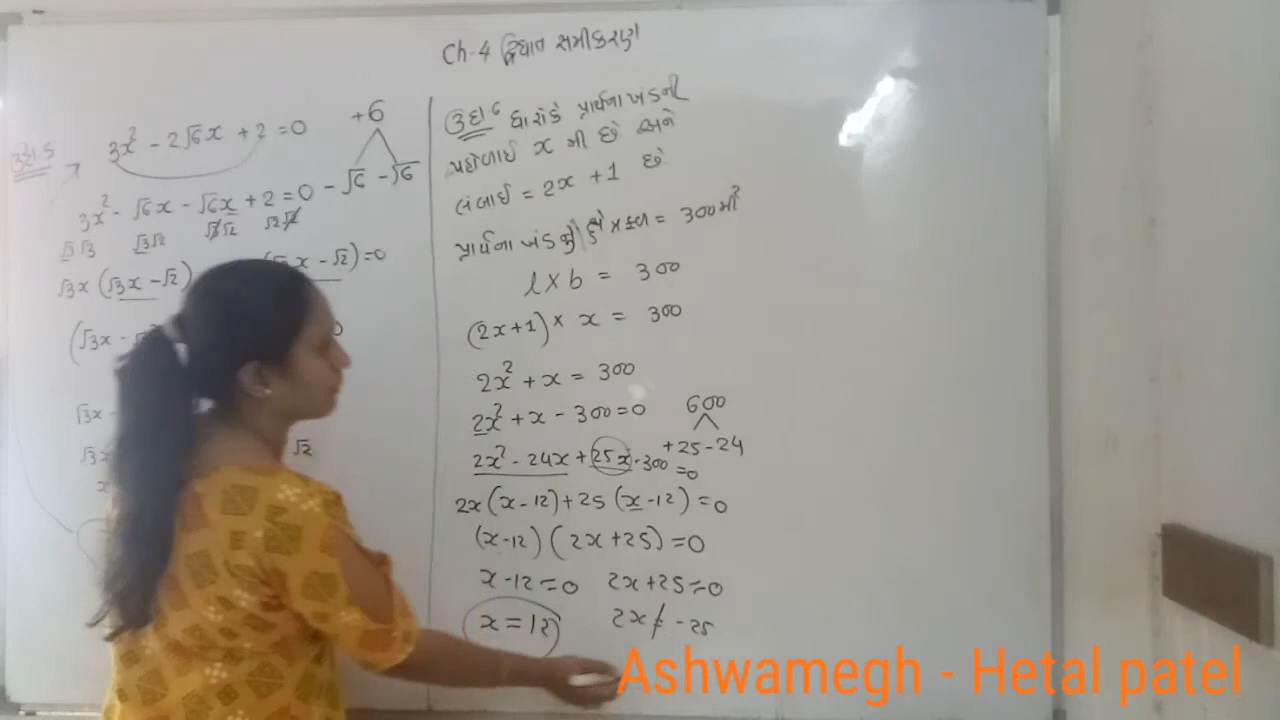 Ch-4 દ્વિઘાત સમીકરણ
ઉદા.5
3x² - 2√6x + 2 = 0
+6
-√6 -√6
3x² - √6x - √6x + 2 = 0
√3 √3 √3√2 √3√2 √2√2
√3x (√3x - √2)
x - √2) = 0
(√3x -
√3x -
√3x
√2
x
ઉદા 6 ધારોકે પ્રાર્થના ખંડની
પહોળાઈ x મી છે. અને
લંબાઈ = 2x + 1 છે.
પ્રાર્થના ખંડનું ક્ષેત્રફળ = 300મી²
l × b = 300
(2x+1) × x = 300
2x² + x = 300
2x² + x - 300 = 0
600
+25 -24
2x² - 24x + 25x - 300 = 0
2x (x - 12) + 25 (x - 12) = 0
(x - 12) (2x + 25) = 0
x - 12 = 0 2x + 25 = 0
x = 12 2x ≠ -25
Ashwamegh - Hetal patel